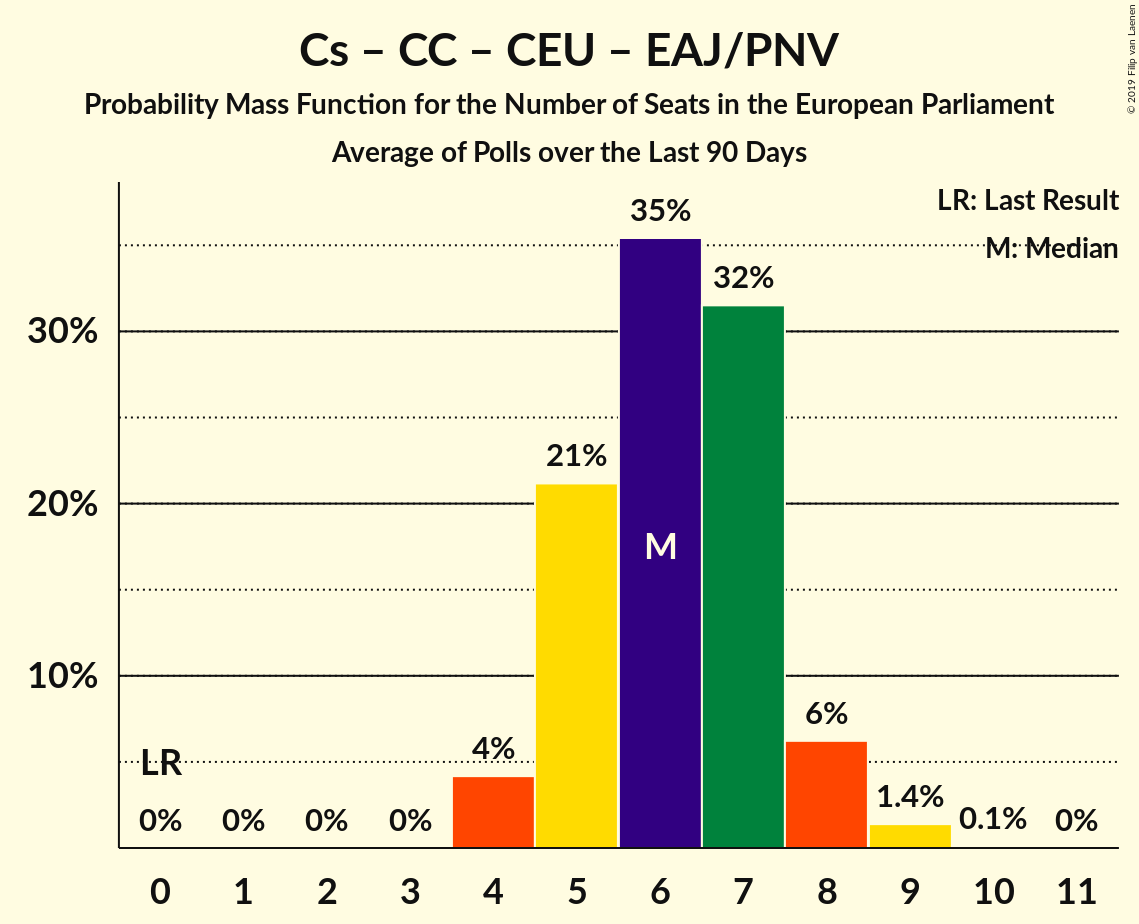 Cs – CC – CEU – EAJ/PNV
Probability Mass Function for the Number of Seats in the European Parliament
Average of Polls over the Last 90 Days
© 2019 Filip van Laenen
LR: Last Result
M: Median
35%
32%
30%
21%
20%
M
10%
6%
4%
LR
1.4%
0% 0% 0% 0% 0.1% 0%
0 1 2 3 4 5 6 7 8 9 10 11